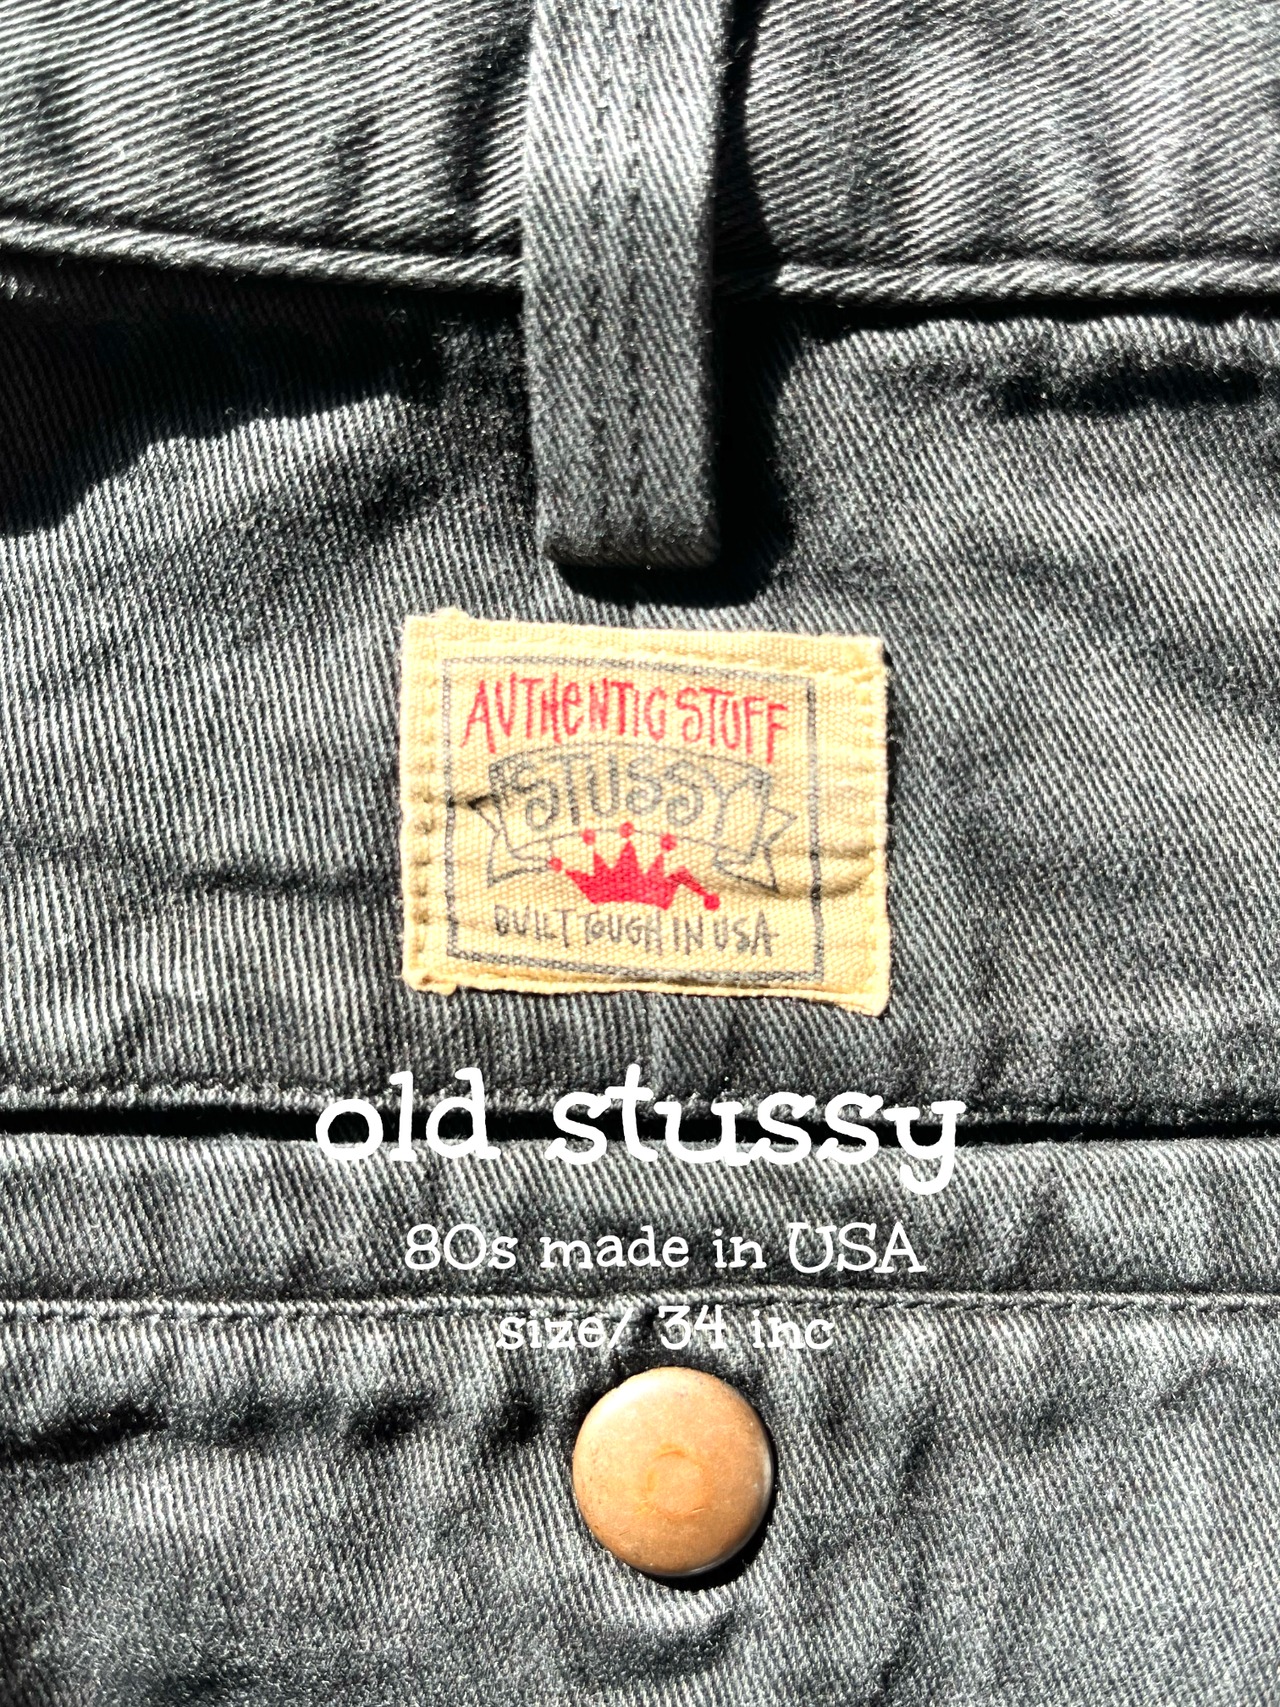 AUTHENTIC STUFF
STUSSY
BUILT TOUGH IN USA
old stussy
80s made in USA
size/ 34 inc